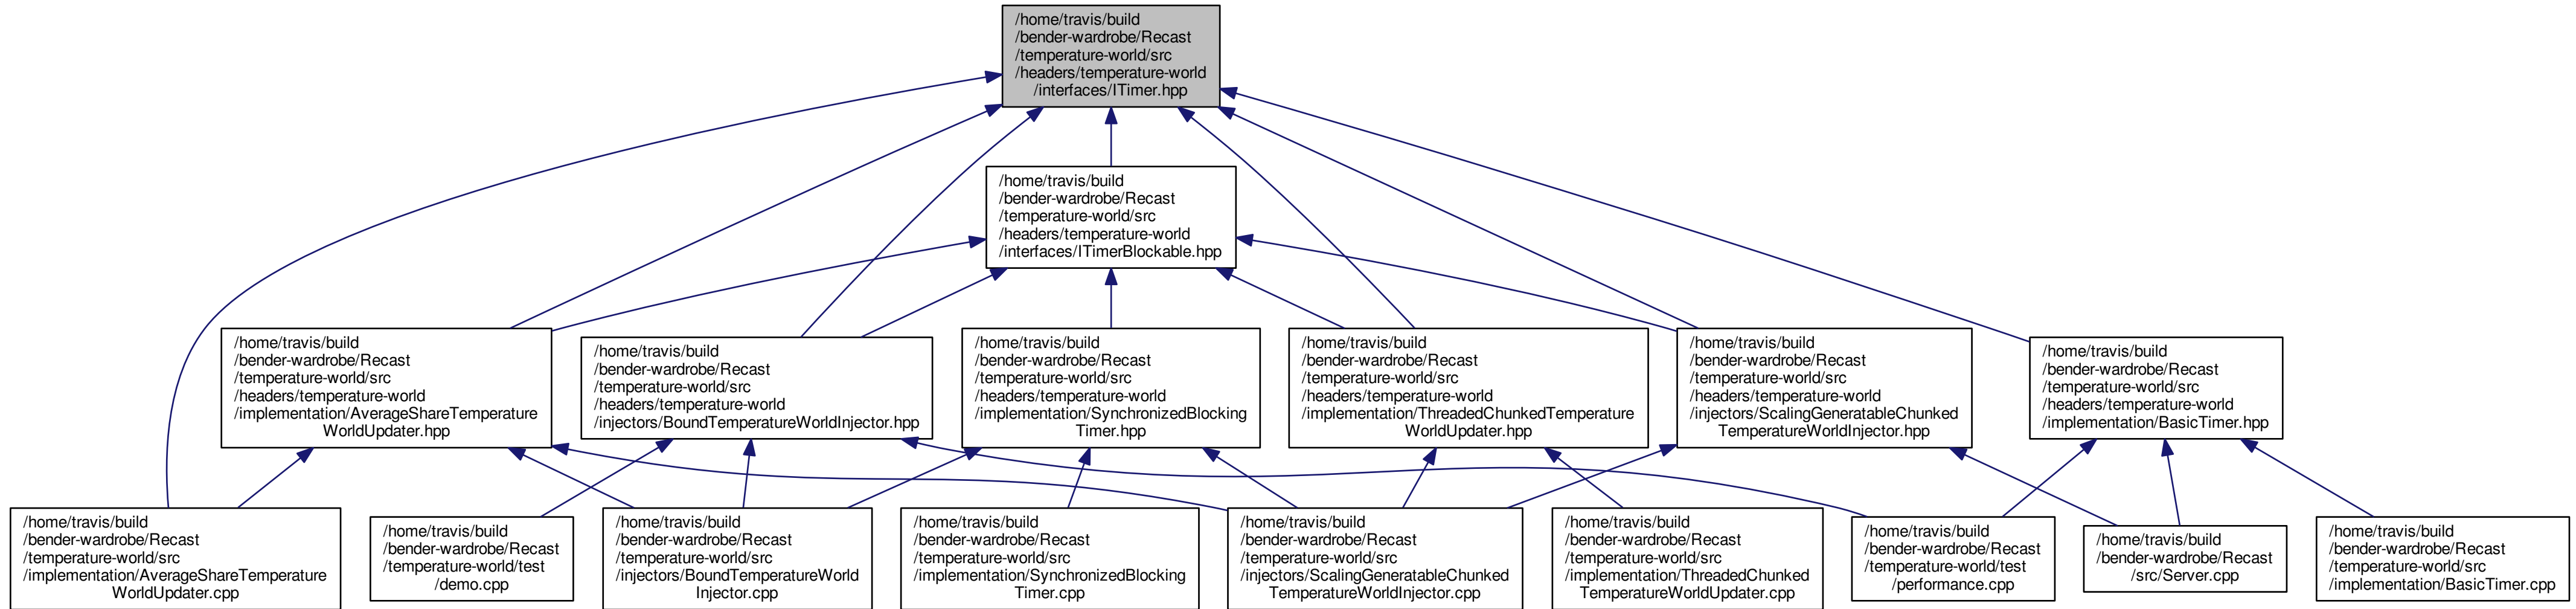 /home/travis/build
/bender-wardrobe/Recast
/temperature-world/src
/headers/temperature-world
/interfaces/ITimer.hpp
/home/travis/build
/bender-wardrobe/Recast
/temperature-world/src
/headers/temperature-world
/interfaces/ITimerBlockable.hpp
/home/travis/build
/bender-wardrobe/Recast
/temperature-world/src
/headers/temperature-world
/implementation/AverageShareTemperature
WorldUpdater.hpp
/home/travis/build
/bender-wardrobe/Recast
/temperature-world/src
/headers/temperature-world
/injectors/BoundTemperatureWorldInjector.hpp
/home/travis/build
/bender-wardrobe/Recast
/temperature-world/src
/headers/temperature-world
/implementation/SynchronizedBlocking
Timer.hpp
/home/travis/build
/bender-wardrobe/Recast
/temperature-world/src
/headers/temperature-world
/implementation/ThreadedChunkedTemperature
WorldUpdater.hpp
/home/travis/build
/bender-wardrobe/Recast
/temperature-world/src
/headers/temperature-world
/injectors/ScalingGeneratableChunked
TemperatureWorldInjector.hpp
/home/travis/build
/bender-wardrobe/Recast
/temperature-world/src
/headers/temperature-world
/implementation/BasicTimer.hpp
/home/travis/build
/bender-wardrobe/Recast
/temperature-world/src
/implementation/AverageShareTemperature
WorldUpdater.cpp
/home/travis/build
/bender-wardrobe/Recast
/temperature-world/test
/demo.cpp
/home/travis/build
/bender-wardrobe/Recast
/temperature-world/src
/injectors/BoundTemperatureWorld
Injector.cpp
/home/travis/build
/bender-wardrobe/Recast
/temperature-world/src
/implementation/SynchronizedBlocking
Timer.cpp
/home/travis/build
/bender-wardrobe/Recast
/temperature-world/src
/injectors/ScalingGeneratableChunked
TemperatureWorldInjector.cpp
/home/travis/build
/bender-wardrobe/Recast
/temperature-world/src
/implementation/ThreadedChunked
TemperatureWorldUpdater.cpp
/home/travis/build
/bender-wardrobe/Recast
/temperature-world/test
/performance.cpp
/home/travis/build
/bender-wardrobe/Recast
/src/Server.cpp
/home/travis/build
/bender-wardrobe/Recast
/temperature-world/src
/implementation/BasicTimer.cpp